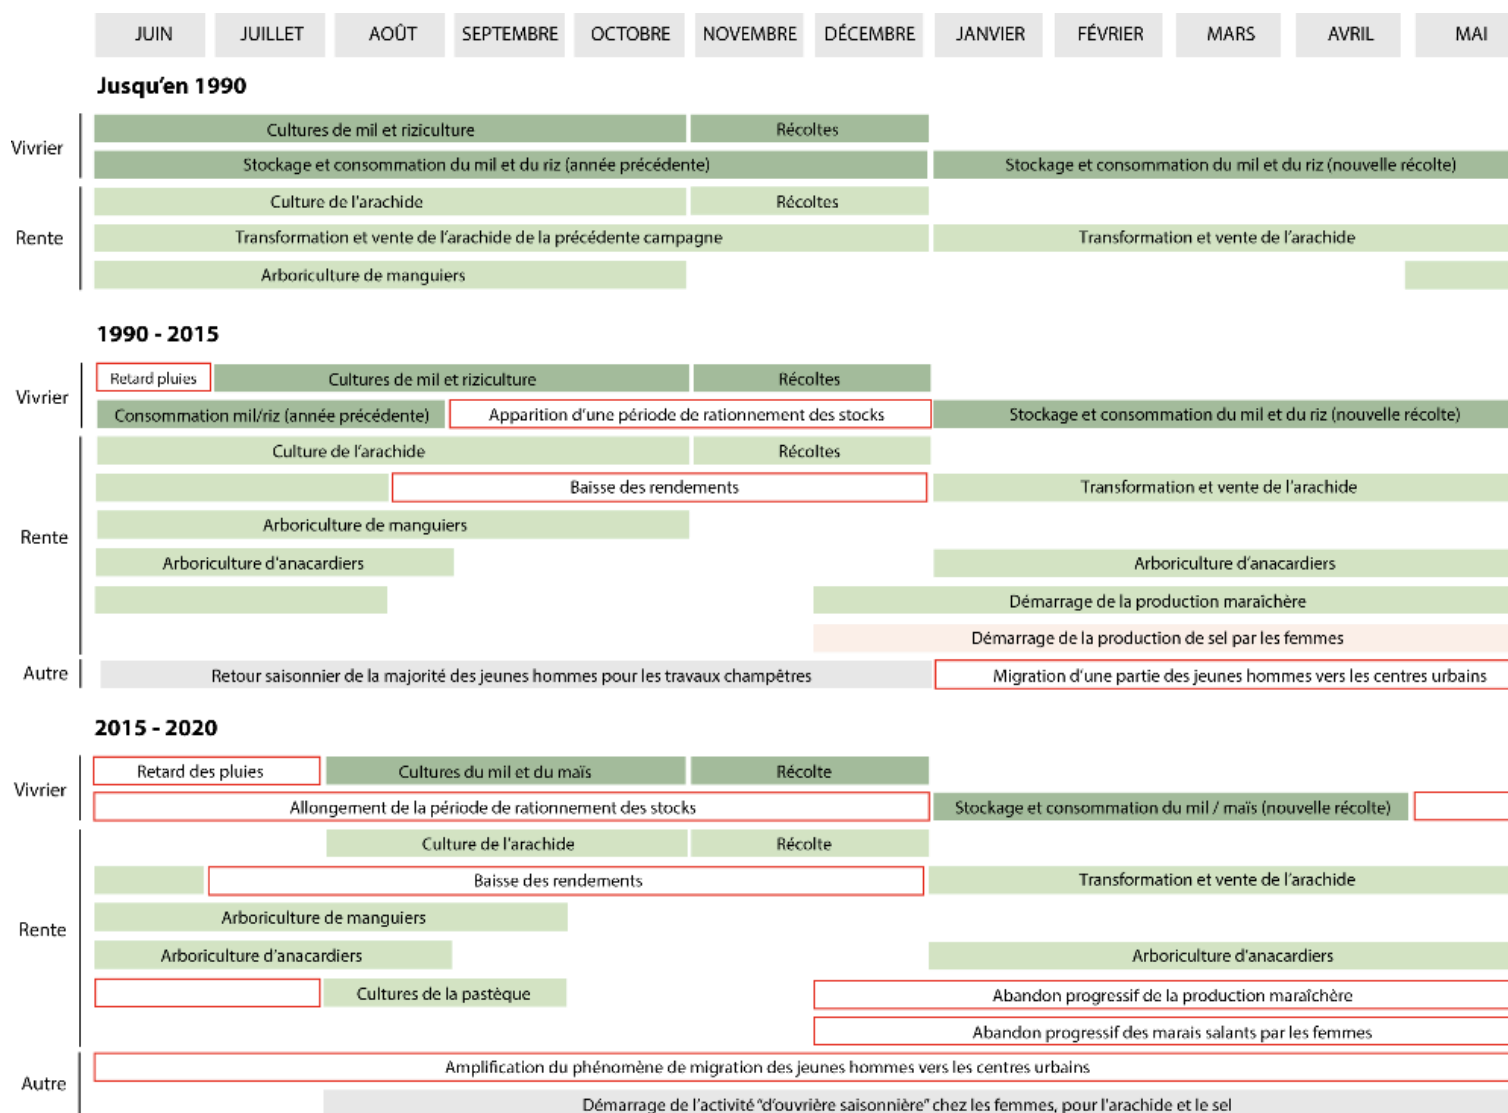 JUIN JUILLET AOÛT SEPTEMBRE OCTOBRE NOVEMBRE DÉCEMBRE JANVIER FÉVRIER MARS AVRIL MAI
Jusqu'en 1990
Vivrier
Cultures de mil et riziculture Récoltes
Stockage et consommation du mil et du riz (année précédente) Stockage et consommation du mil et du riz (nouvelle récolte)
Rente
Culture de l'arachide Récoltes
Transformation et vente de l'arachide de la précédente campagne Transformation et vente de l'arachide
Arboriculture de manguiers
1990 - 2015
Vivrier
Retard pluies Cultures de mil et riziculture Récoltes
Consommation mil/riz (année précédente) Apparition d'une période de rationnement des stocks Stockage et consommation du mil et du riz (nouvelle récolte)
Rente
Culture de l'arachide Récoltes
Baisse des rendements Transformation et vente de l'arachide
Arboriculture de manguiers
Arboriculture d'anacardiers Arboriculture d'anacardiers
Démarrage de la production maraîchère
Démarrage de la production de sel par les femmes
Autre
Retour saisonnier de la majorité des jeunes hommes pour les travaux champêtres Migration d'une partie des jeunes hommes vers les centres urbains
2015 - 2020
Vivrier
Retard des pluies Cultures du mil et du maïs Récolte
Allongement de la période de rationnement des stocks Stockage et consommation du mil / maïs (nouvelle récolte)
Rente
Culture de l'arachide Récolte
Baisse des rendements Transformation et vente de l'arachide
Arboriculture de manguiers
Arboriculture d'anacardiers Arboriculture d'anacardiers
Cultures de la pastèque Abandon progressif de la production maraîchère
Abandon progressif des marais salants par les femmes
Autre
Amplification du phénomène de migration des jeunes hommes vers les centres urbains
Démarrage de l'activité "d'ouvrière saisonnière" chez les femmes, pour l'arachide et le sel